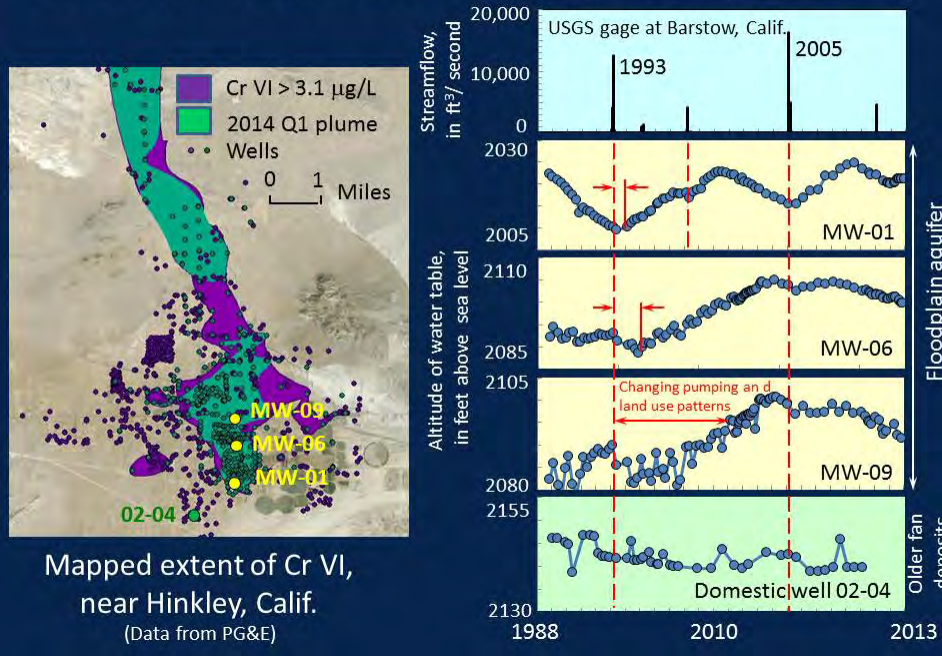 Cr VI > 3.1 µg/L
2014 Q1 plume
Wells
0 1 Miles
MW-09
MW-06
MW-01
02-04
Mapped extent of Cr VI,
near Hinkley, Calif.
(Data from PG&E)
Streamflow,
in ft³/ second
20,000
10,000
0
USGS gage at Barstow, Calif.
1993
2005
Altitude of water table,
in feet above sea level
2030
2005
MW-01
2110
2085
MW-06
2105
2080
Changing pumping an d
land use patterns
MW-09
2155
2130
Domestic well 02-04
1988 2010 2013
Floodplain aquifer
Older fan
deposits